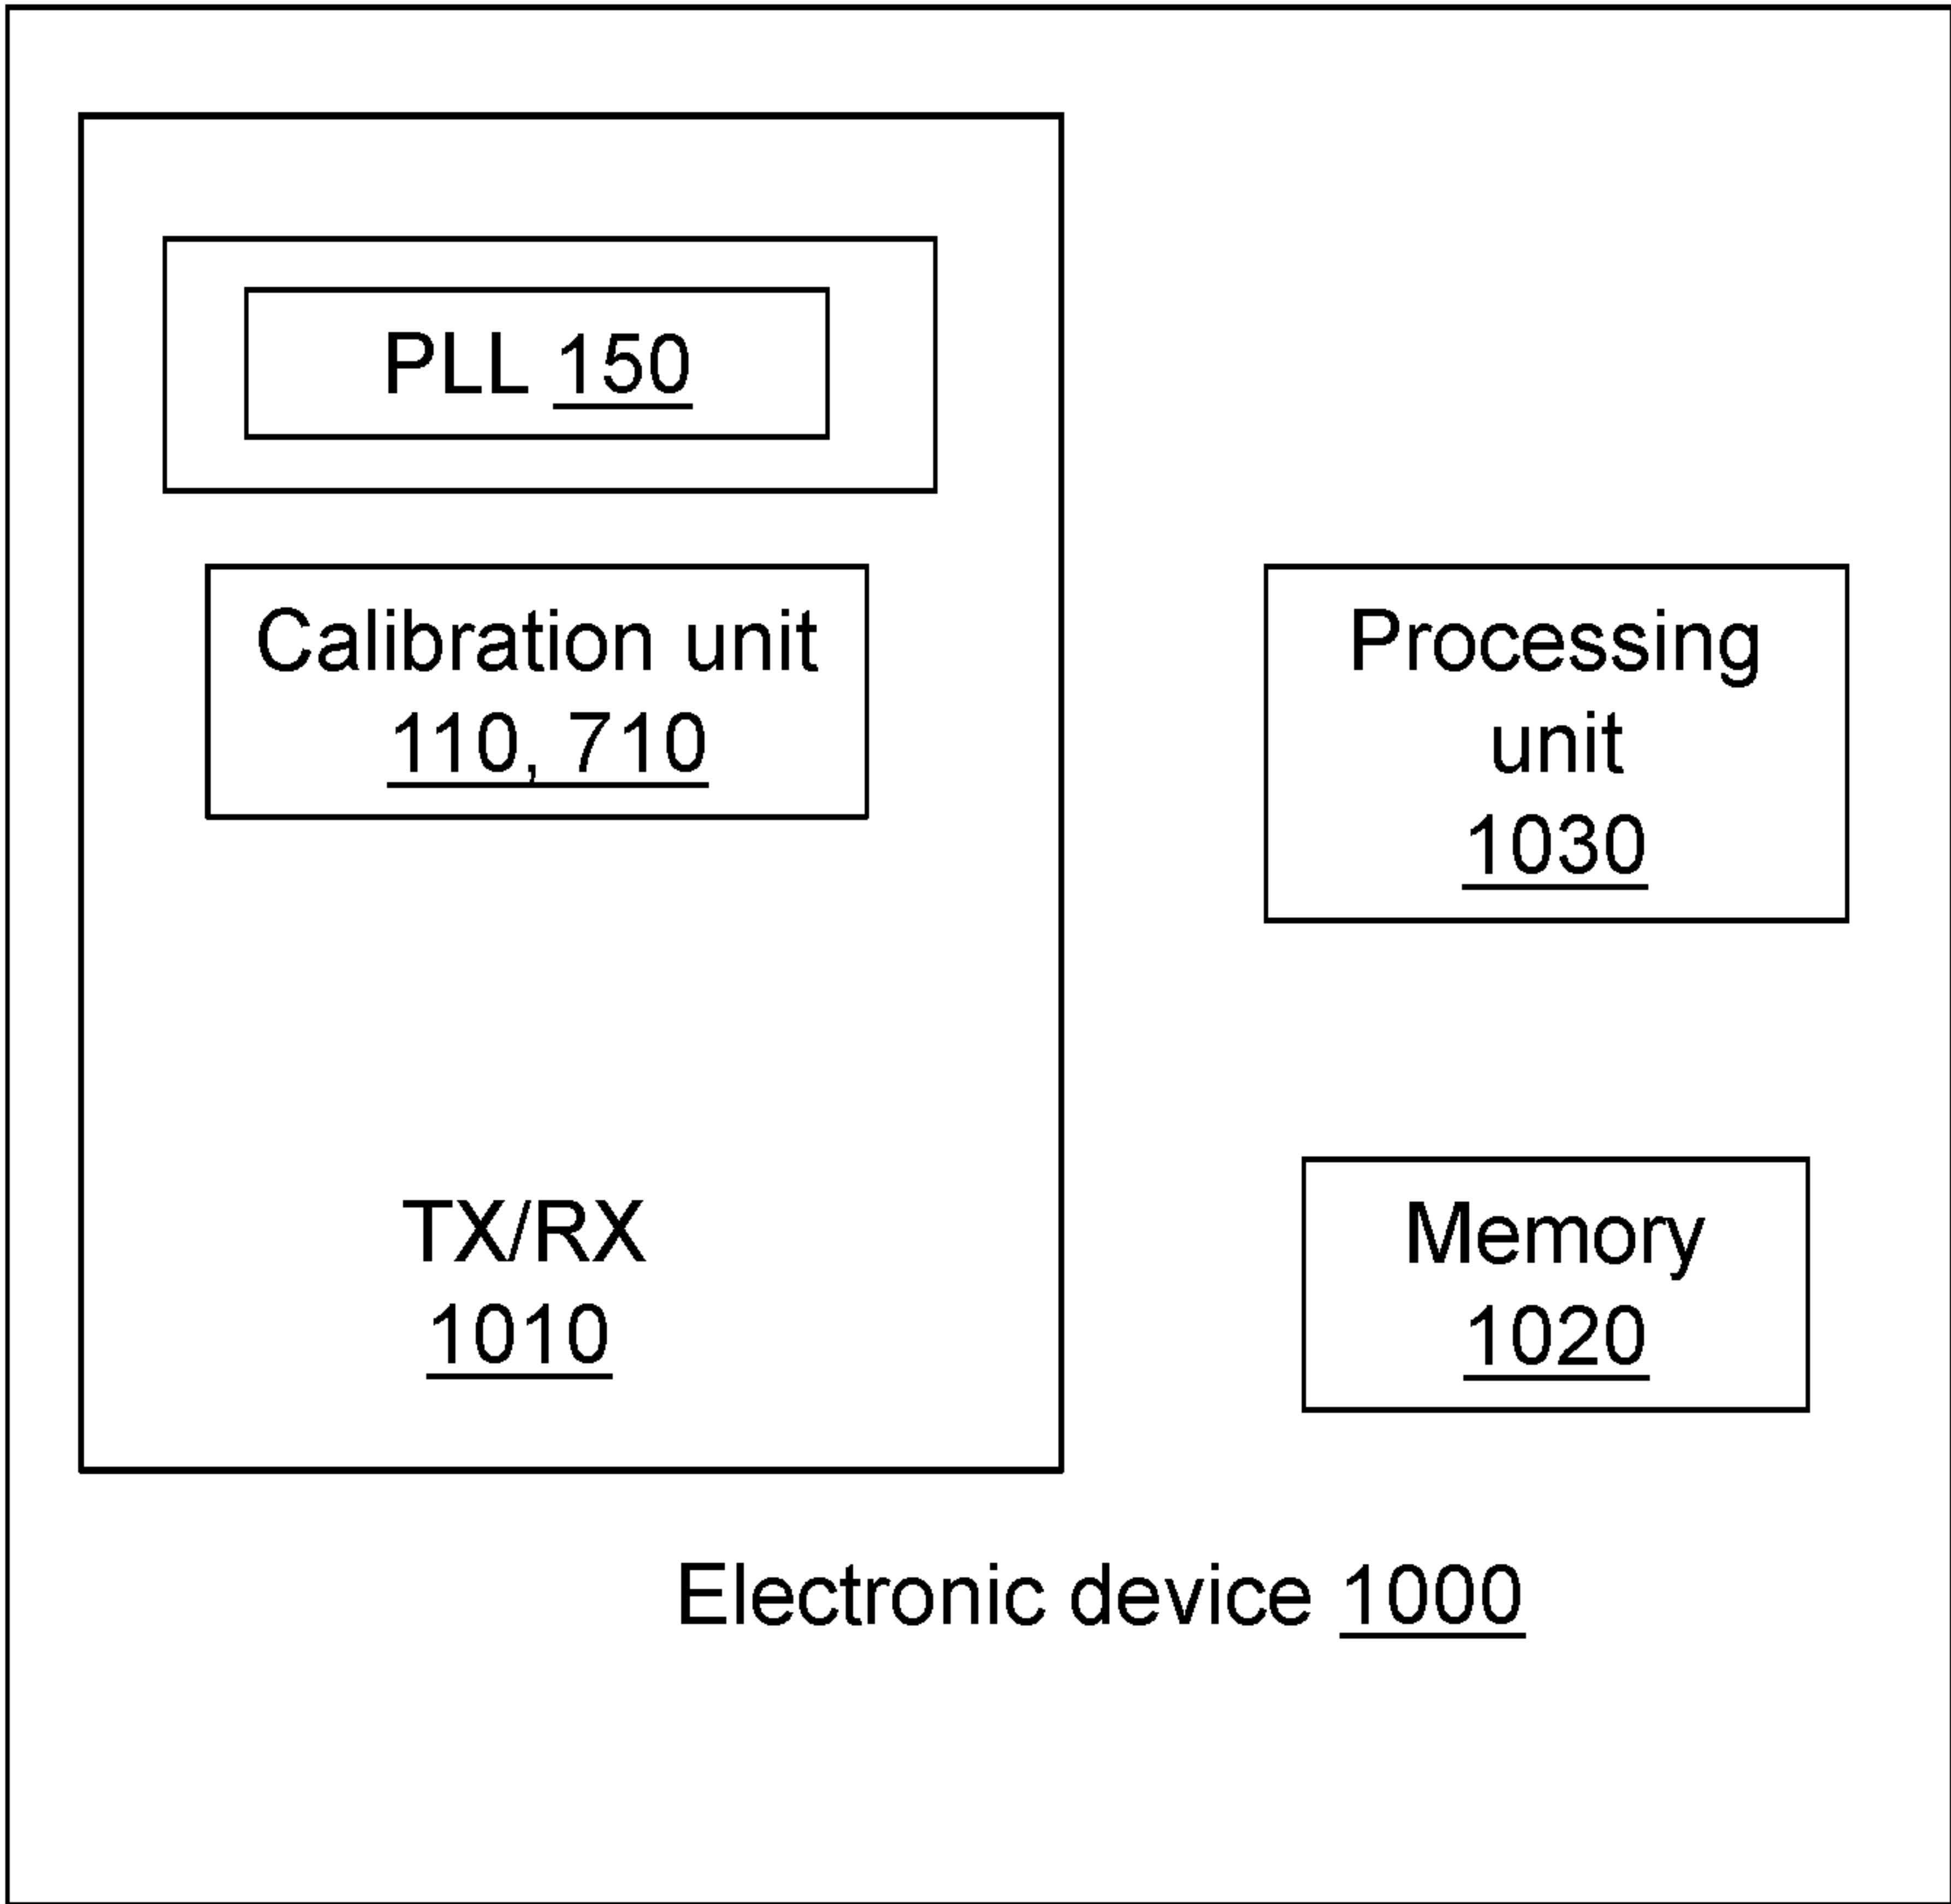 PLL 150
Calibration unit
110, 710
Processing
unit
1030
TX/RX
1010
Memory
1020
Electronic device 1000